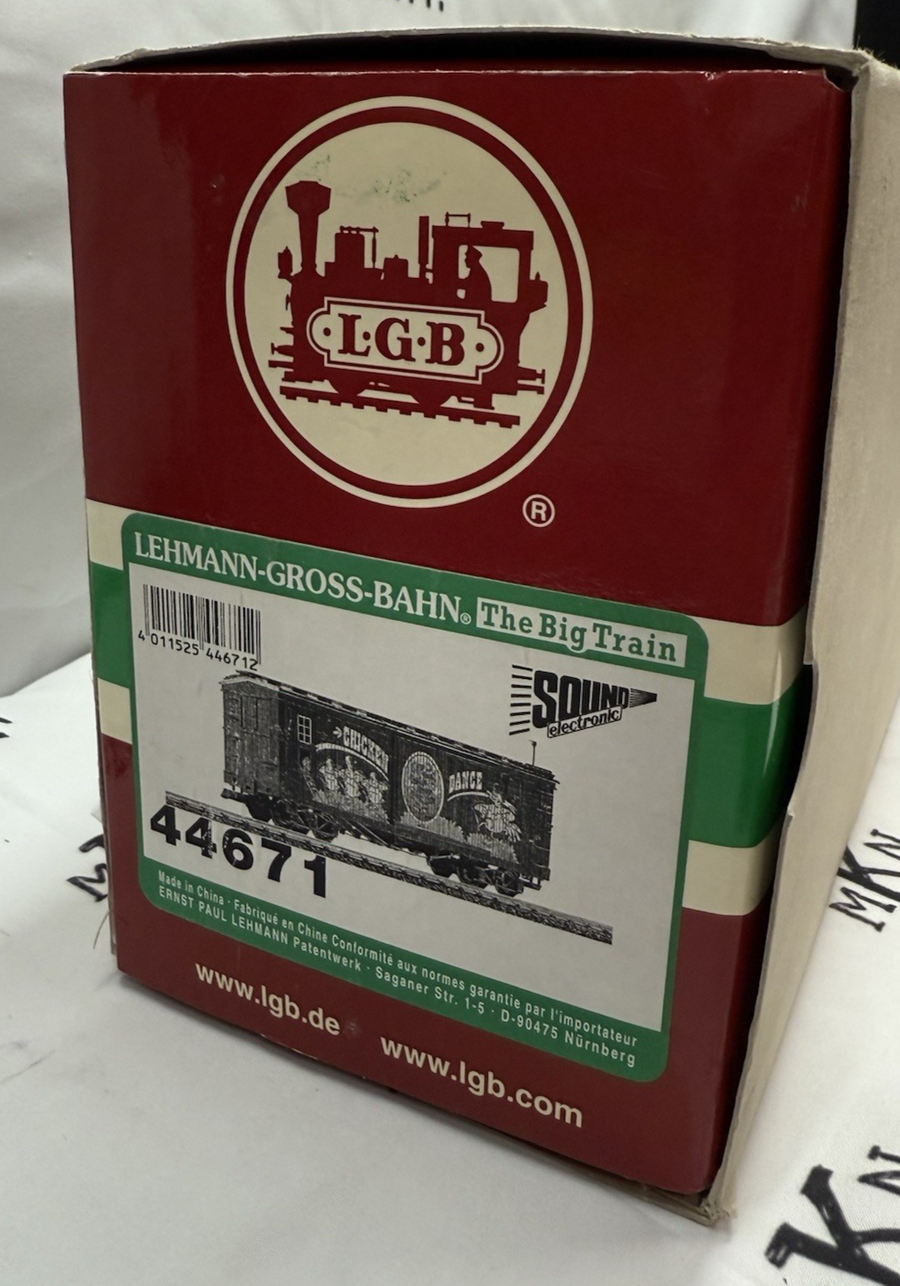 L·G·B
®
LEHMANN-GROSS-BAHN® The Big Train
4 011525 446712
SOUND
electronic
CHICKEN
DANCE
44671
Made in China · Fabriqué en Chine Conformité aux normes garantie par l'importateur
ERNST PAUL LEHMANN Patentwerk · Saganer Str. 1-5 · D-90475 Nürnberg
www.lgb.de www.lgb.com
MKN
KN